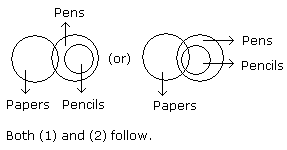 Pens
(or)
Pens
Pencils
Papers Pencils
Papers
Both (1) and (2) follow.